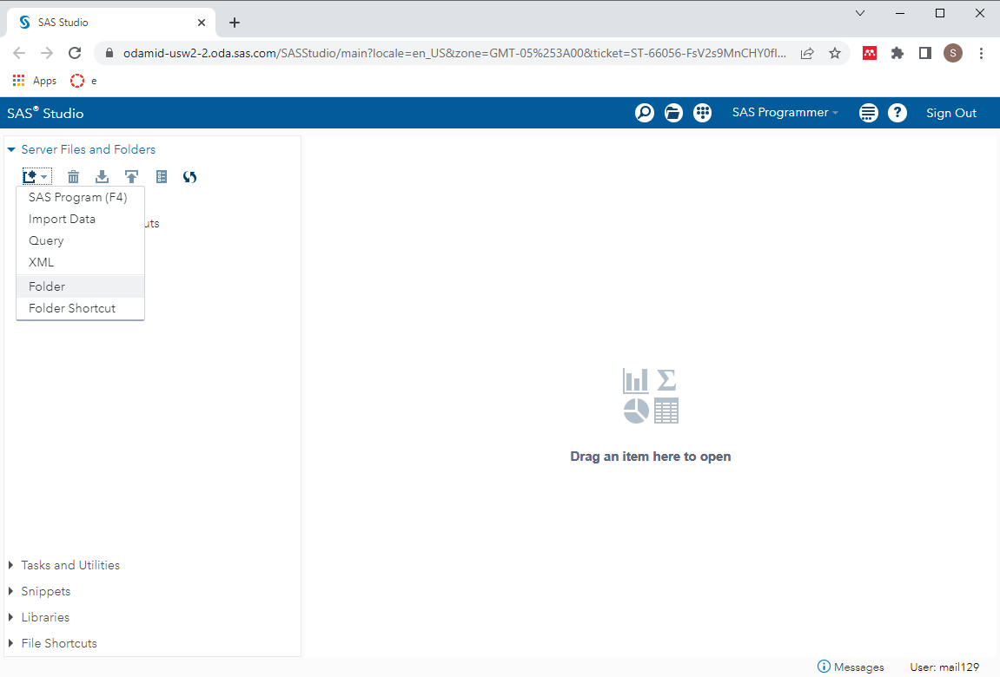 SAS Studio
odamid-usw2-2.oda.sas.com/SASStudio/main?locale=en_US&zone=GMT-05%253A00&ticket=ST-66056-FsV2s9MnCHY0fl...
S
Apps
e
SAS® Studio
SAS Programmer
?
Sign Out
Server Files and Folders
SAS Program (F4)
Import Data
uts
Query
XML
Folder
Folder Shortcut
Σ
Drag an item here to open
Tasks and Utilities
Snippets
Libraries
File Shortcuts
Messages
User: mail129